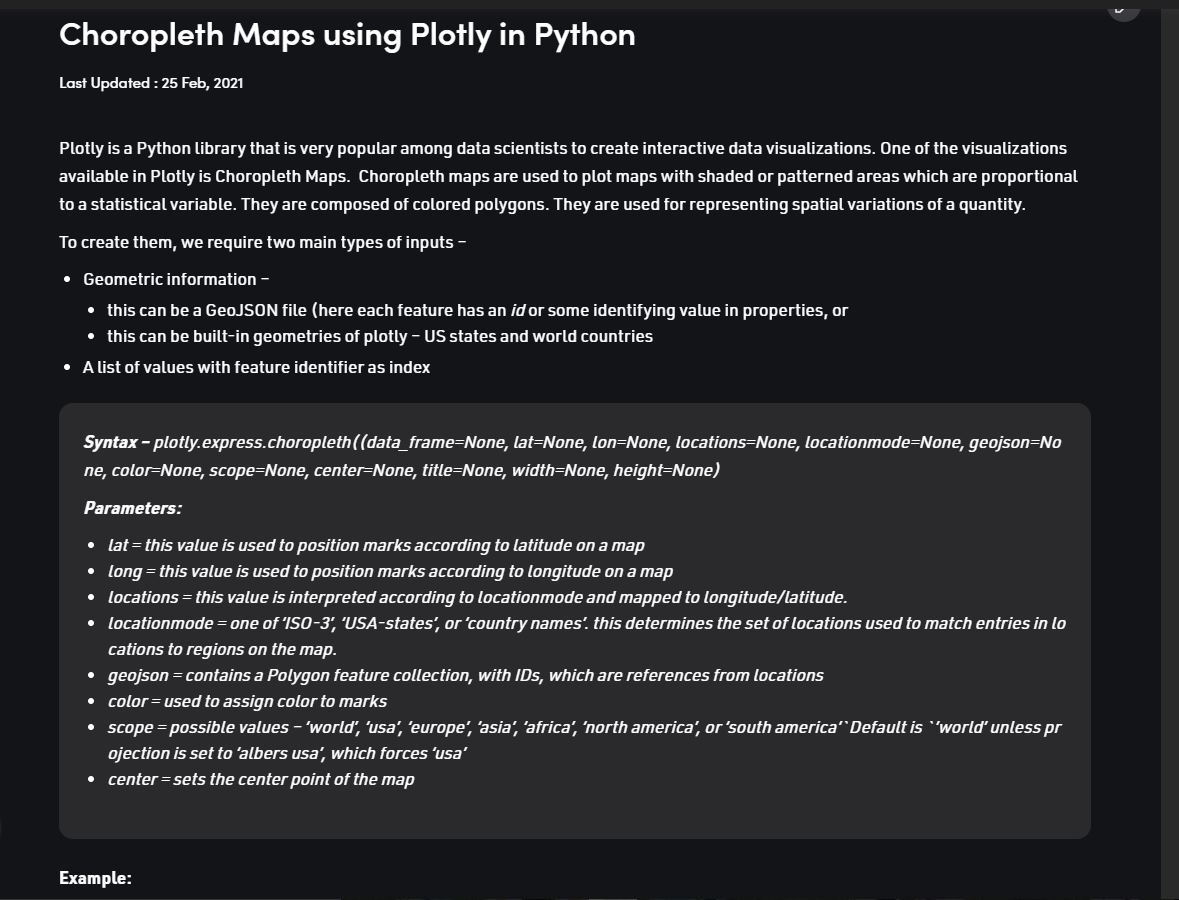 Choropleth Maps using Plotly in Python
Last Updated : 25 Feb, 2021
Plotly is a Python library that is very popular among data scientists to create interactive data visualizations. One of the visualizations
available in Plotly is Choropleth Maps.  Choropleth maps are used to plot maps with shaded or patterned areas which are proportional
to a statistical variable. They are composed of colored polygons. They are used for representing spatial variations of a quantity.
To create them, we require two main types of inputs –
• Geometric information –
• this can be a GeoJSON file (here each feature has an id or some identifying value in properties, or
• this can be built-in geometries of plotly – US states and world countries
• A list of values with feature identifier as index
Syntax – plotly.express.choropleth((data_frame=None, lat=None, lon=None, locations=None, locationmode=None, geojson=No
ne, color=None, scope=None, center=None, title=None, width=None, height=None)
Parameters:
• lat = this value is used to position marks according to latitude on a map
• long = this value is used to position marks according to longitude on a map
• locations = this value is interpreted according to locationmode and mapped to longitude/latitude.
• locationmode = one of ‘ISO-3’, ‘USA-states’, or ‘country names’. this determines the set of locations used to match entries in lo
cations to regions on the map.
• geojson = contains a Polygon feature collection, with IDs, which are references from locations
• color = used to assign color to marks
• scope = possible values – ‘world’, ‘usa’, ‘europe’, ‘asia’, ‘africa’, ‘north america’, or ‘south america’`Default is `’world’ unless pr
ojection is set to ‘albers usa’, which forces ‘usa’
• center = sets the center point of the map
Example: